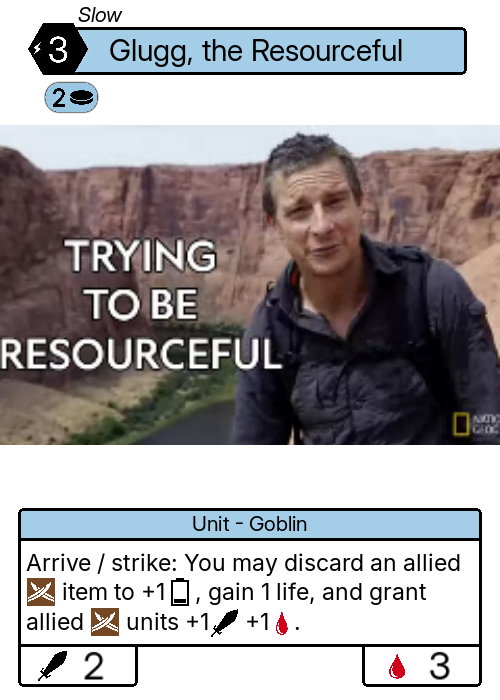 Slow
3
Glugg, the Resourceful
2
TRYING
TO BE
RESOURCEFUL
Unit - Goblin
Arrive / strike: You may discard an allied
item to +1 , gain 1 life, and grant
allied units +1 +1 .
2
3